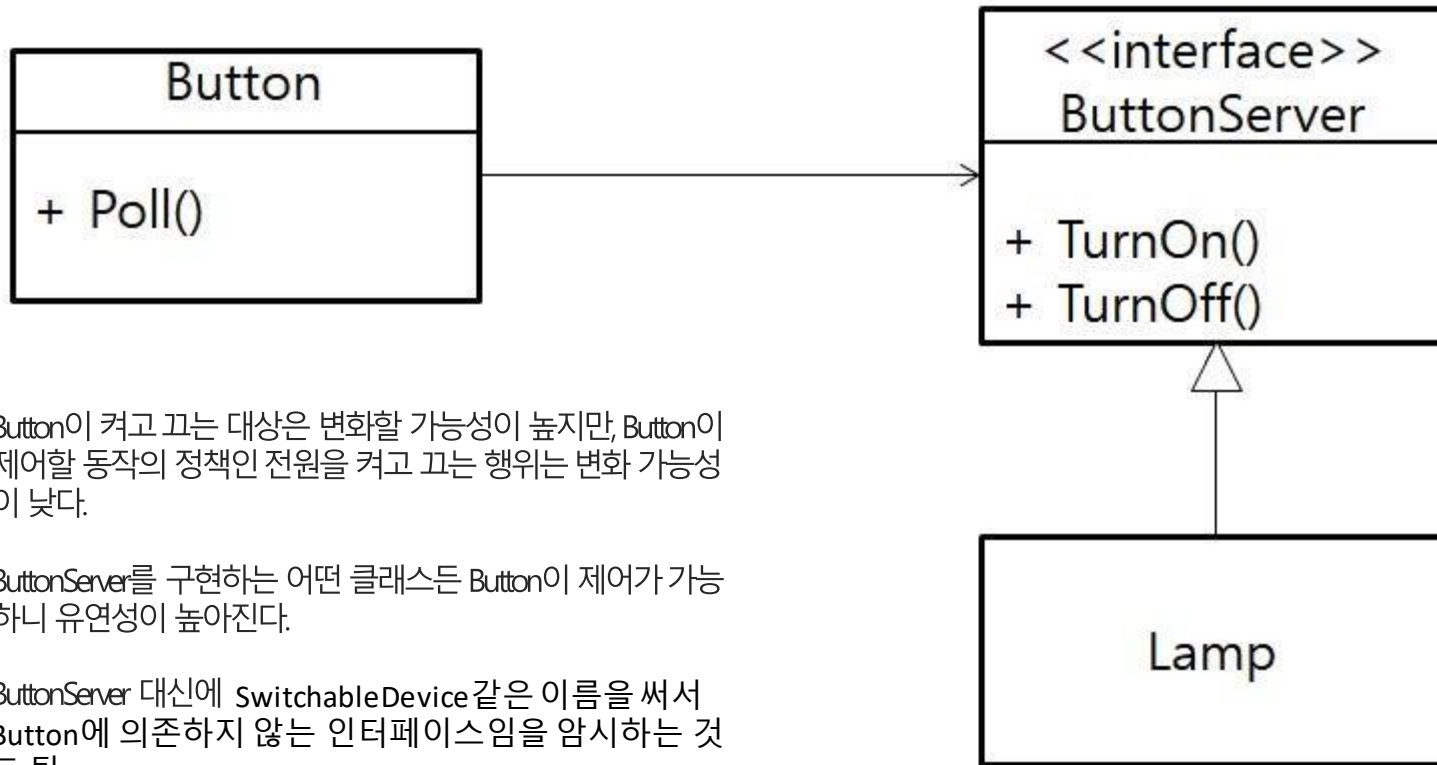 Button
+ Poll()
<<interface>>
ButtonServer
+ TurnOn()
+ TurnOff()
Lamp
Button이 켜고 끄는 대상은 변화할 가능성이 높지만, Button이
제어할 동작의 정책인 전원을 켜고 끄는 행위는 변화 가능성
이 낮다.
ButtonServer를 구현하는 어떤 클래스든 Button이 제어가 가능
하니 유연성이 높아진다.
ButtonServer 대신에 SwitchableDevice같은 이름을 써서
Button에 의존하지 않는 인터페이스임을 암시하는 것